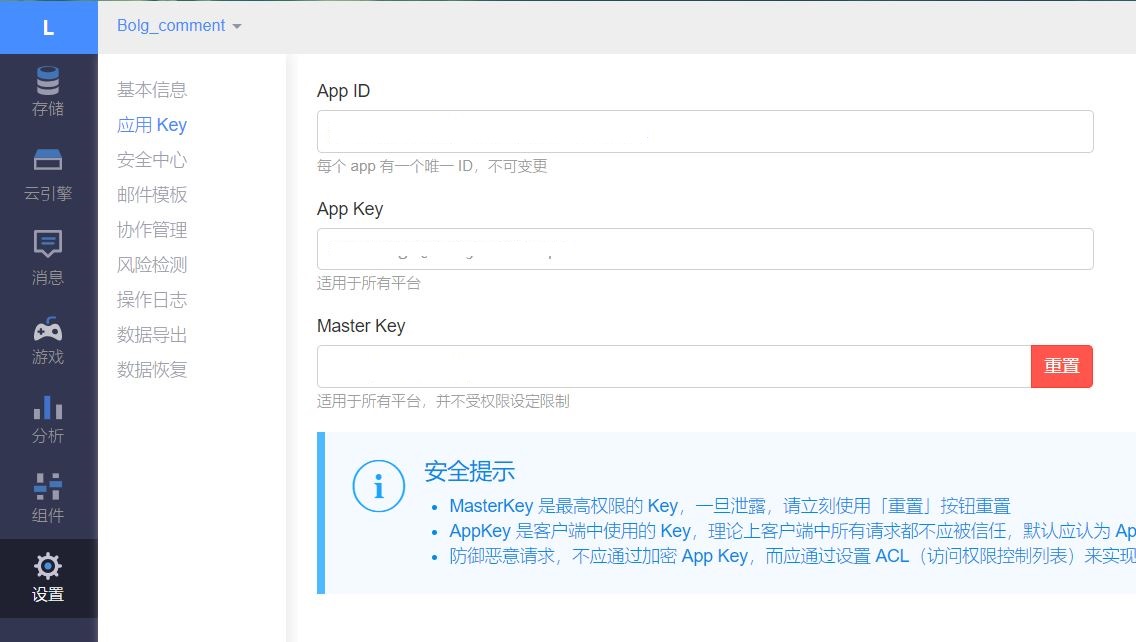 L
Bolg_comment
存储
云引擎
消息
游戏
分析
组件
设置
基本信息
应用 Key
安全中心
邮件模板
协作管理
风险检测
操作日志
数据导出
数据恢复
App ID
每个 app 有一个唯一 ID，不可变更
App Key
适用于所有平台
Master Key
重置
适用于所有平台，并不受权限设定限制
安全提示
MasterKey 是最高权限的 Key，一旦泄露，请立刻使用「重置」按钮重置
AppKey 是客户端中使用的 Key，理论上客户端中所有请求都不应被信任，默认应认为 Ap
防御恶意请求，不应通过加密 App Key，而应通过设置 ACL（访问权限控制列表）来实现